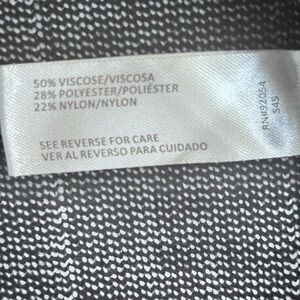 50% VISCOSE/VISCOSA
28% POLYESTER/POLIÉSTER
22% NYLON/NYLON
SEE REVERSE FOR CARE
VER AL REVERSO PARA CUIDADO
RN#92054
S45